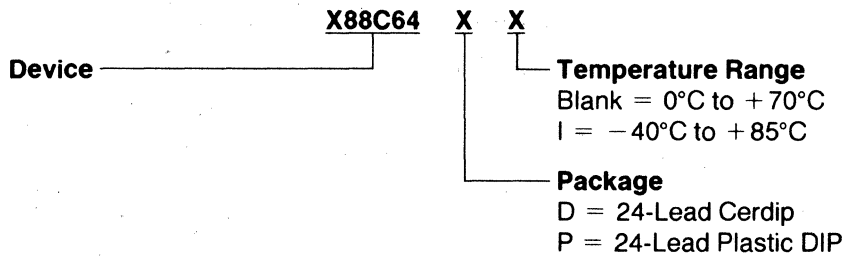 X88C64 X X
Device
Temperature Range
Blank = 0°C to +70°C
I = −40°C to +85°C
Package
D = 24-Lead Cerdip
P = 24-Lead Plastic DIP